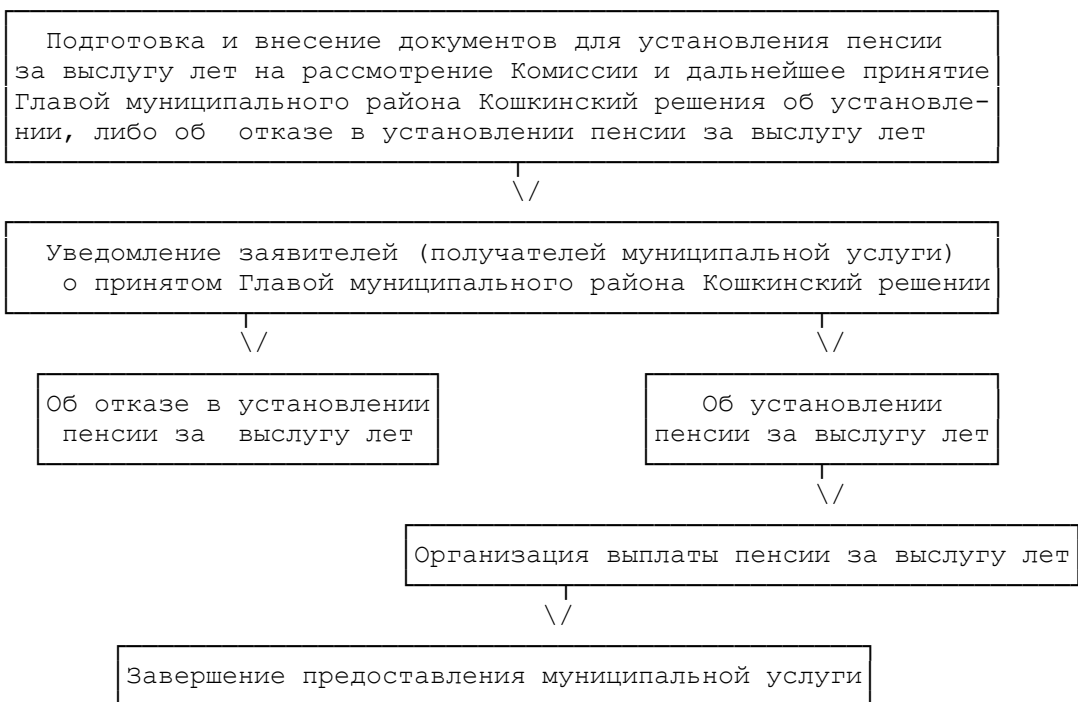 Подготовка и внесение документов для установления пенсии
за выслугу лет на рассмотрение Комиссии и дальнейшее принятие
Главой муниципального района Кошкинский решения об установле-
нии, либо об отказе в установлении пенсии за выслугу лет
Уведомление заявителей (получателей муниципальной услуги)
о принятом Главой муниципального района Кошкинский решении
Об отказе в установлении
пенсии за выслугу лет
Об установлении
пенсии за выслугу лет
Организация выплаты пенсии за выслугу лет
Завершение предоставления муниципальной услуги